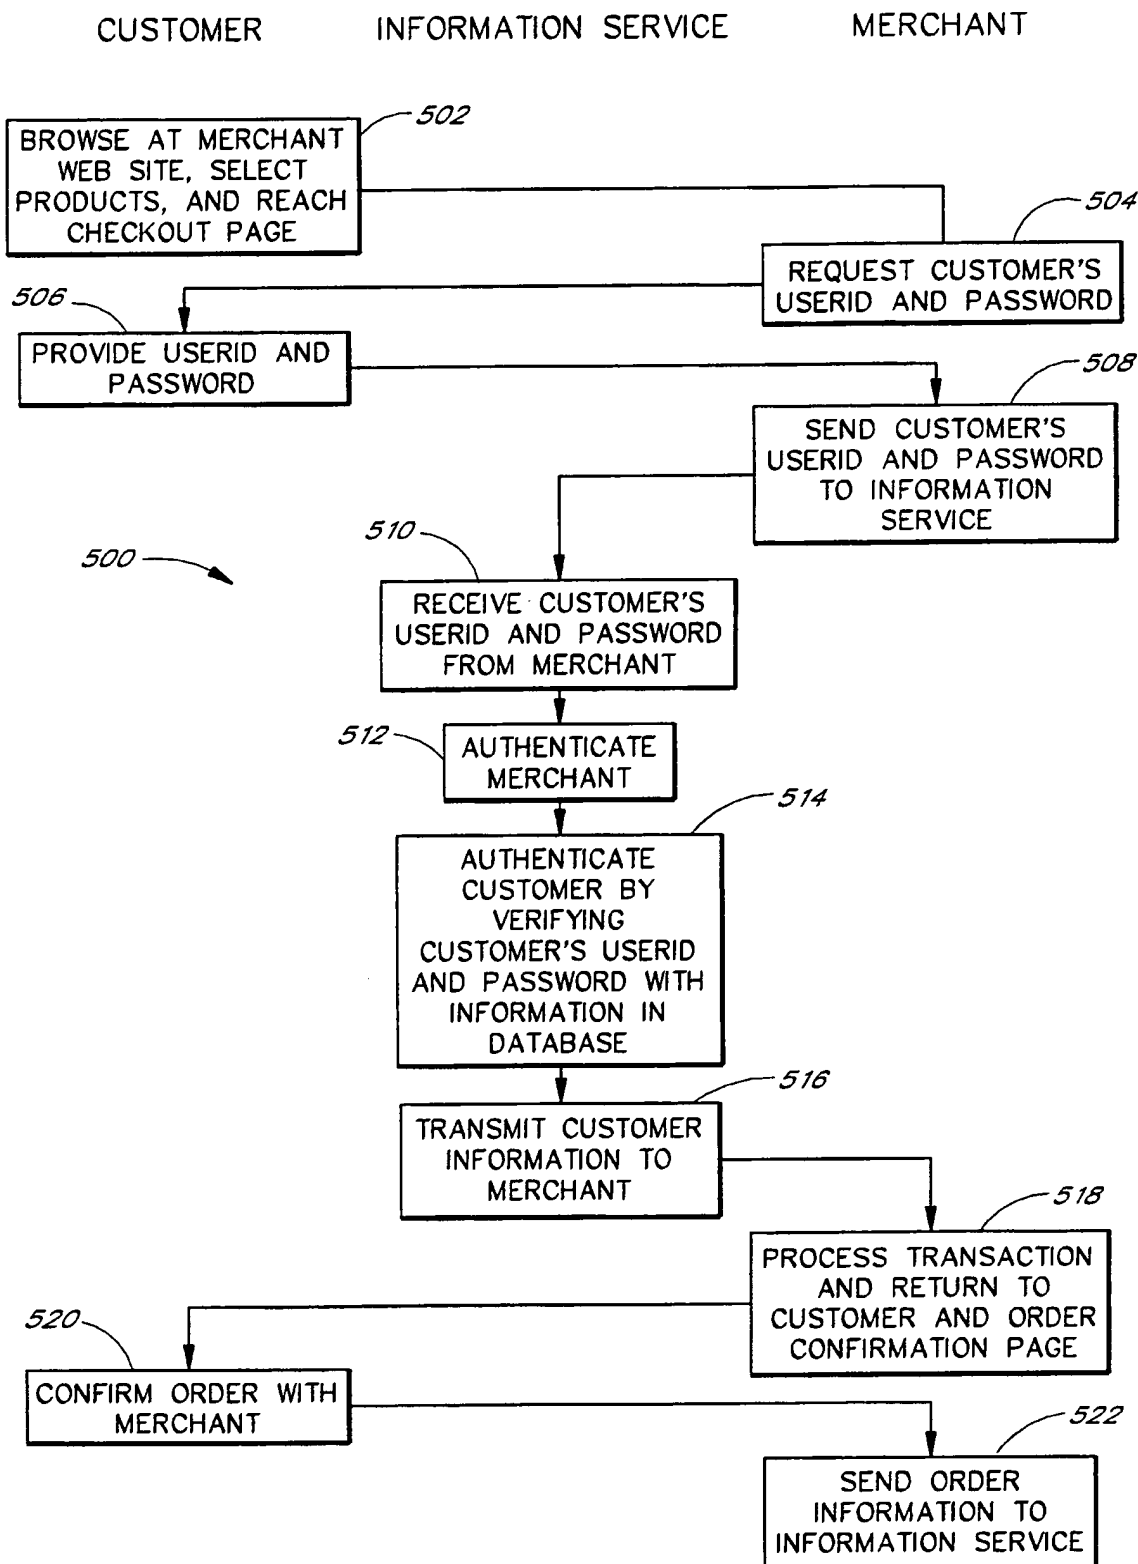 CUSTOMER INFORMATION SERVICE MERCHANT
502
BROWSE AT MERCHANT
WEB SITE, SELECT
PRODUCTS, AND REACH
CHECKOUT PAGE
504
REQUEST CUSTOMER'S
USERID AND PASSWORD
506
PROVIDE USERID AND
PASSWORD
508
SEND CUSTOMER'S
USERID AND PASSWORD
TO INFORMATION
SERVICE
500
510
RECEIVE CUSTOMER'S
USERID AND PASSWORD
FROM MERCHANT
512
AUTHENTICATE
MERCHANT
514
AUTHENTICATE
CUSTOMER BY
VERIFYING
CUSTOMER'S USERID
AND PASSWORD WITH
INFORMATION IN
DATABASE
516
TRANSMIT CUSTOMER
INFORMATION TO
MERCHANT
518
PROCESS TRANSACTION
AND RETURN TO
CUSTOMER AND ORDER
CONFIRMATION PAGE
520
CONFIRM ORDER WITH
MERCHANT
522
SEND ORDER
INFORMATION TO
INFORMATION SERVICE